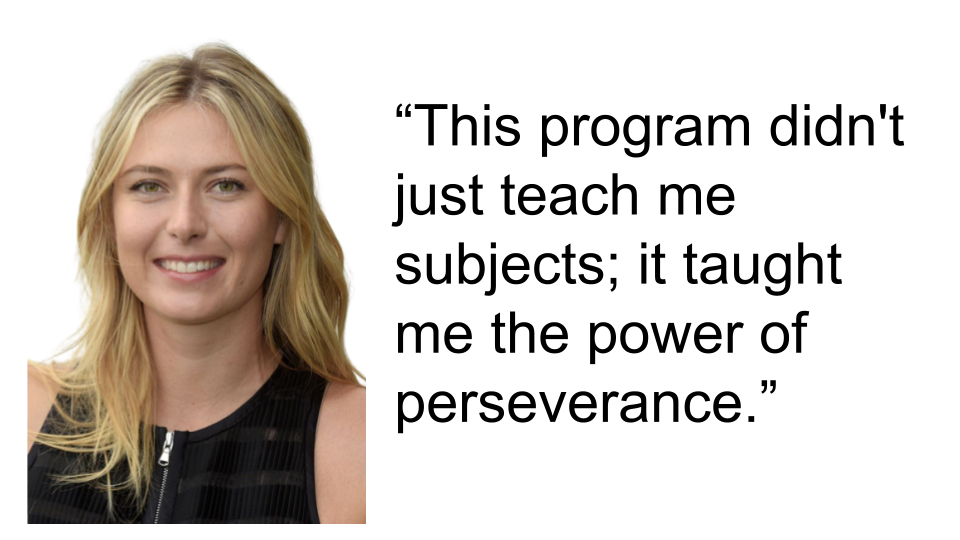 “This program didn't
just teach me
subjects; it taught
me the power of
perseverance.”